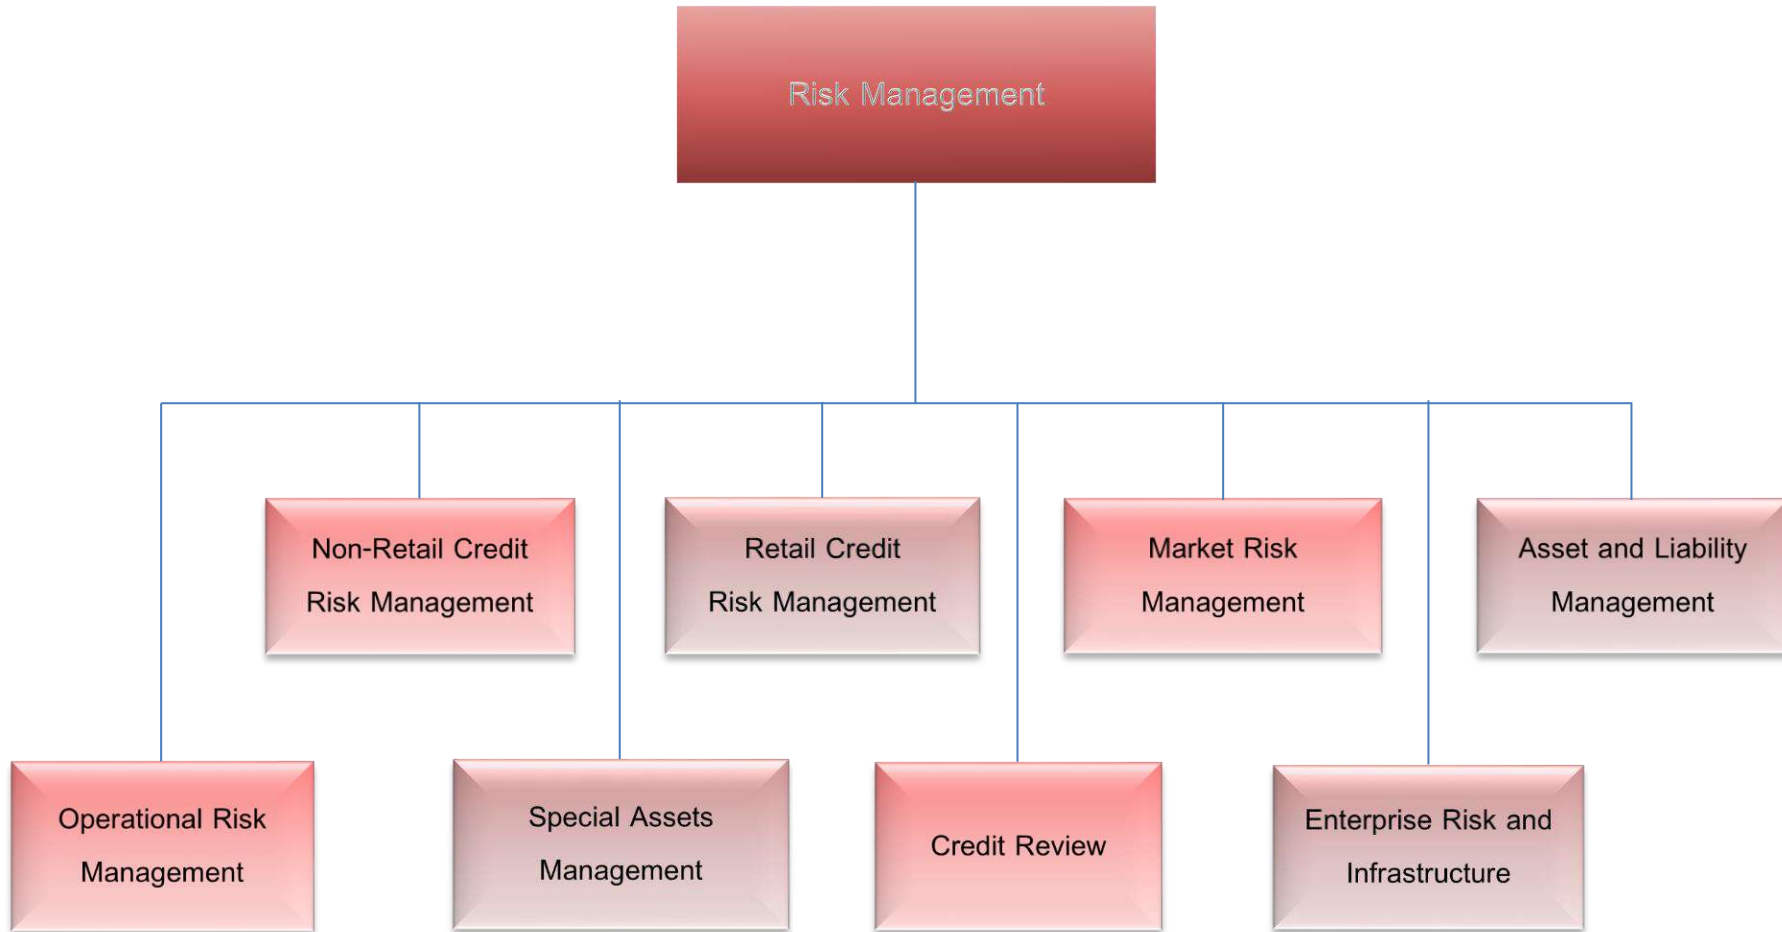 Risk Management
Non-Retail Credit
Risk Management
Retail Credit
Risk Management
Market Risk
Management
Asset and Liability
Management
Operational Risk
Management
Special Assets
Management
Credit Review
Enterprise Risk and
Infrastructure